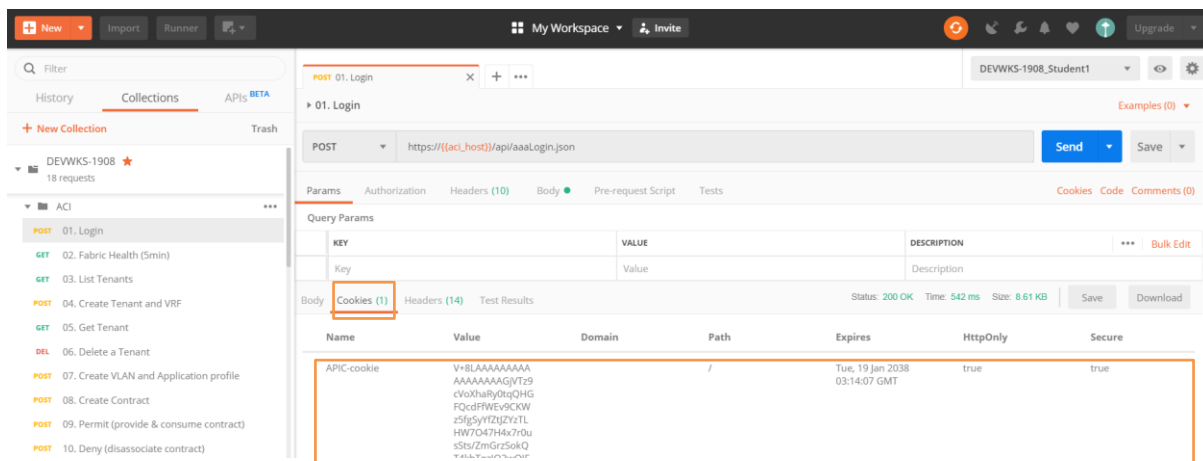 New Import Runner My Workspace Invite Upgrade
Filter
History Collections APIs BETA
+ New Collection Trash
DEVWKS-1908
18 requests
ACI
POST 01. Login
GET 02. Fabric Health (5min)
GET 03. List Tenants
POST 04. Create Tenant and VRF
GET 05. Get Tenant
DEL 06. Delete a Tenant
POST 07. Create VLAN and Application profile
POST 08. Create Contract
POST 09. Permit (provide & consume contract)
POST 10. Deny (disassociate contract)
POST 01. Login DEVWKS-1908_Student1
01. Login Examples (0)
POST https://{{aci_host}}/api/aaaLogin.json Send Save
Params Authorization Headers (10) Body Pre-request Script Tests Cookies Code Comments (0)
Query Params
KEY VALUE DESCRIPTION Bulk Edit
Key Value Description
Body Cookies (1) Headers (14) Test Results Status: 200 OK Time: 542 ms Size: 8.61 KB Save Download
Name Value Domain Path Expires HttpOnly Secure
APIC-cookie V+8LAAAAAAAAA / Tue, 19 Jan 2038 true true
AAAAAAAAGjVTz9 03:14:07 GMT
cVoXhaRy0tqQHG
FQcdFfWEv9CKW
z5fgSyYfZtJZYzTL
HW7O47H4x7r0u
sSts/ZmGrzSokQ